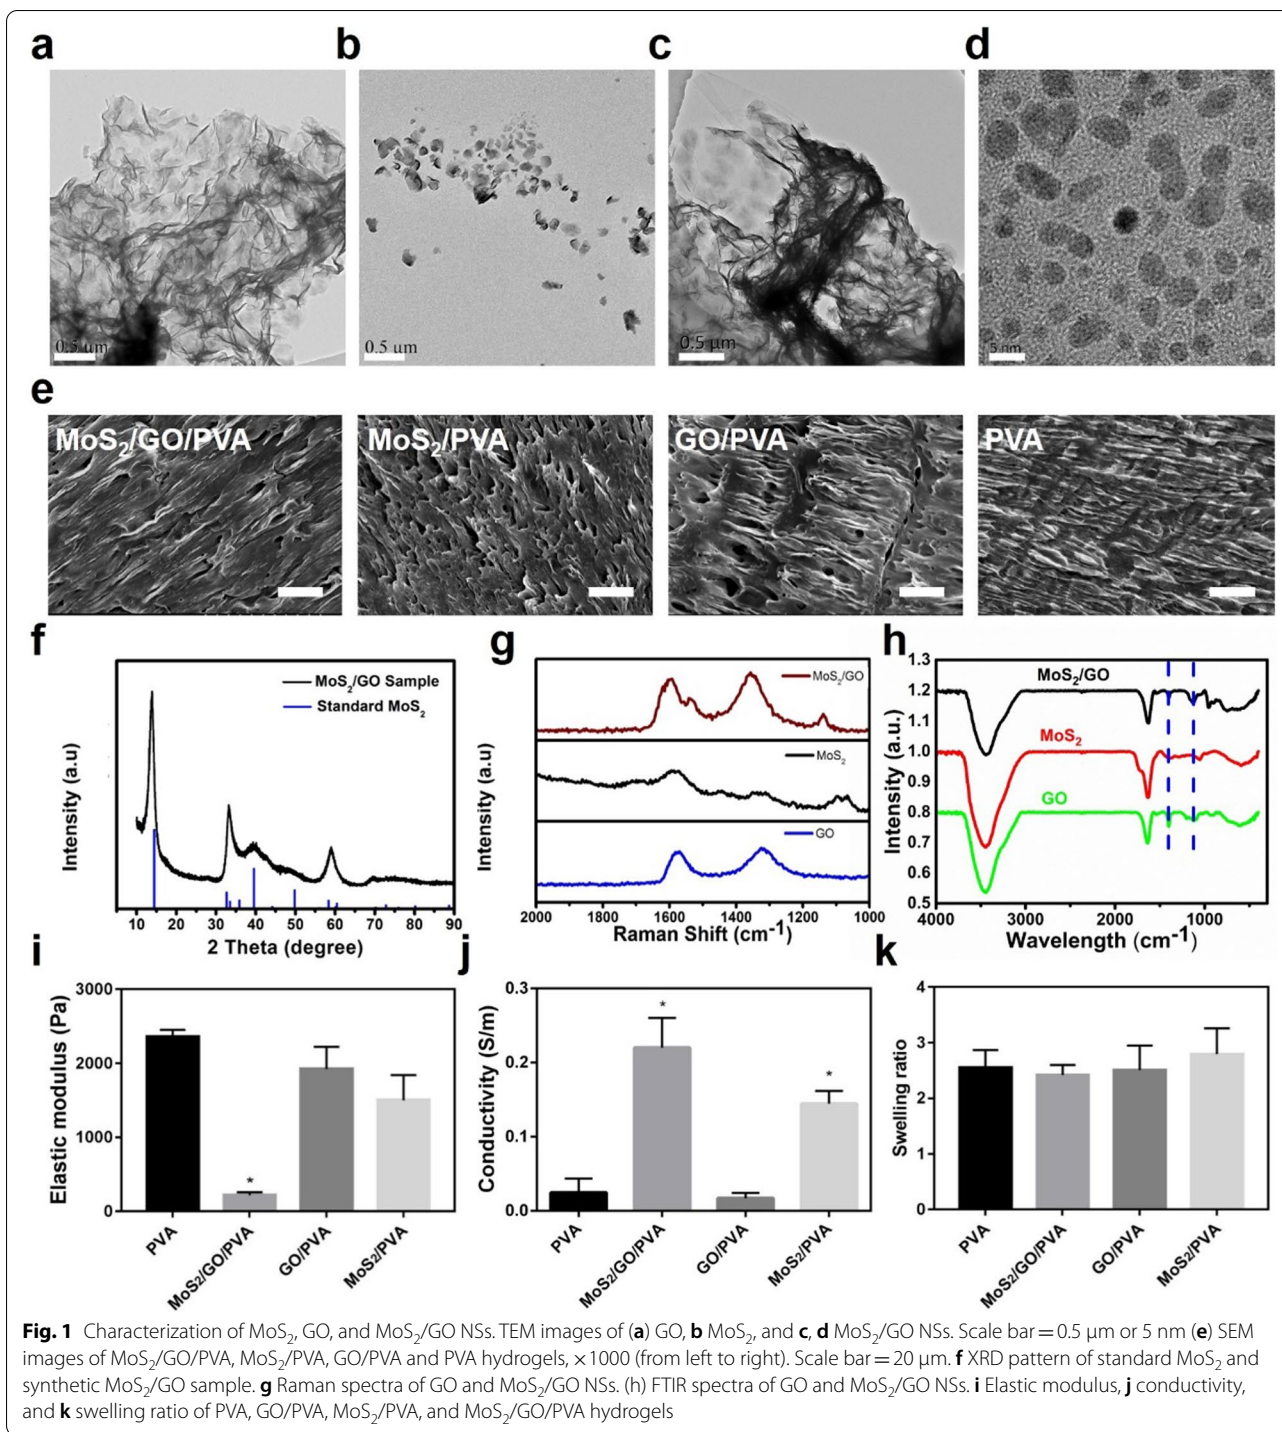 a
b
c
d
0.5 µm
0.5 µm
0.5 µm
5 nm
e
MoS₂/GO/PVA
MoS₂/PVA
GO/PVA
PVA
f
MoS₂/GO Sample
Standard MoS₂
Intensity (a.u)
10 20 30 40 50 60 70 80 90
2 Theta (degree)
g
MoS₂/GO
MoS₂
GO
Intensity (a.u)
2000 1800 1600 1400 1200 1000
Raman Shift (cm⁻¹)
h
1.3
1.2
1.1
1.0
0.9
0.8
0.7
0.6
0.5
MoS₂/GO
MoS₂
GO
Intensity (a.u.)
4000 3000 2000 1000
Wavelength (cm⁻¹)
i
Elastic modulus (Pa)
3000
2000
1000
0
*
PVA
MoS₂/GO/PVA
GO/PVA
MoS₂/PVA
j
Conductivity (S/m)
0.3
0.2
0.1
0.0
*
*
PVA
MoS₂/GO/PVA
GO/PVA
MoS₂/PVA
k
Swelling ratio
4
3
2
1
0
PVA
MoS₂/GO/PVA
GO/PVA
MoS₂/PVA
Fig. 1 Characterization of MoS₂, GO, and MoS₂/GO NSs. TEM images of (a) GO, b MoS₂, and c, d MoS₂/GO NSs. Scale bar = 0.5 µm or 5 nm (e) SEM
images of MoS₂/GO/PVA, MoS₂/PVA, GO/PVA and PVA hydrogels, ×1000 (from left to right). Scale bar = 20 µm. f XRD pattern of standard MoS₂ and
synthetic MoS₂/GO sample. g Raman spectra of GO and MoS₂/GO NSs. (h) FTIR spectra of GO and MoS₂/GO NSs. i Elastic modulus, j conductivity,
and k swelling ratio of PVA, GO/PVA, MoS₂/PVA, and MoS₂/GO/PVA hydrogels